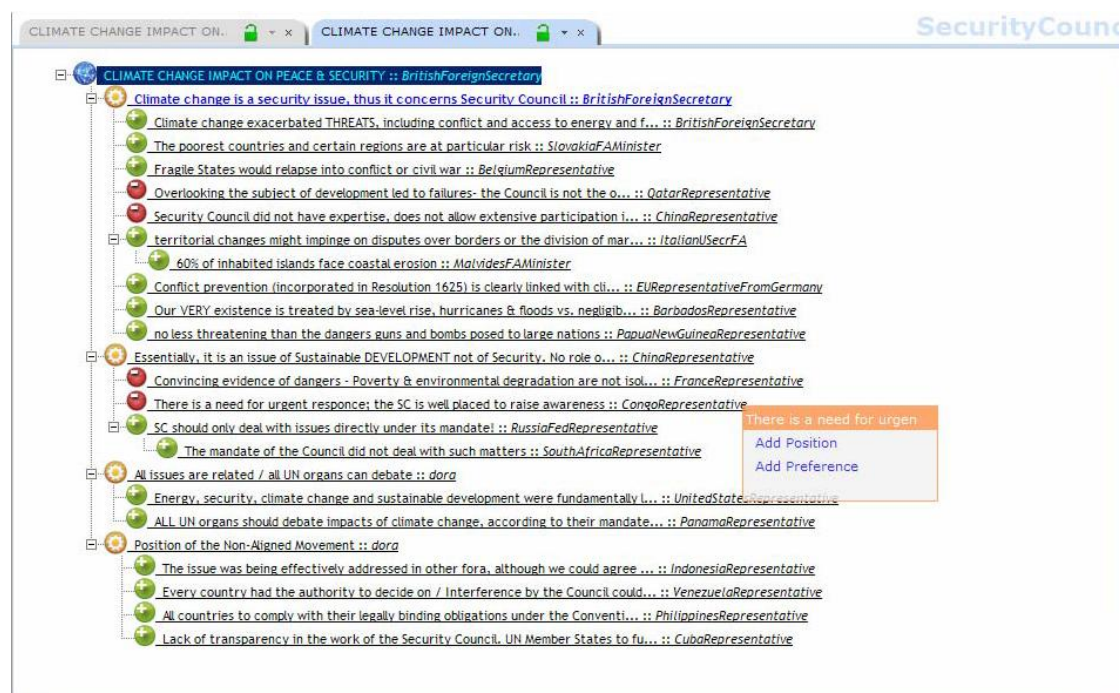 CLIMATE CHANGE IMPACT ON.. CLIMATE CHANGE IMPACT ON.. SecurityCounc
CLIMATE CHANGE IMPACT ON PEACE & SECURITY :: BritishForeignSecretary
Climate change is a security issue, thus it concerns Security Council :: BritishForeignSecretary
Climate change exacerbated THREATS, including conflict and access to energy and f... :: BritishForeignSecretary
The poorest countries and certain regions are at particular risk :: SlovakiaFAMinister
Fragile States would relapse into conflict or civil war :: BelgiumRepresentative
Overlooking the subject of development led to failures- the Council is not the o... :: QatarRepresentative
Security Council did not have expertise, does not allow extensive participation i... :: ChinaRepresentative
territorial changes might impinge on disputes over borders or the division of mar... :: ItalianUSecrFA
60% of inhabited islands face coastal erosion :: MalvidesFAMinister
Conflict prevention (incorporated in Resolution 1625) is clearly linked with cli... :: EURepresentativeFromGermany
Our VERY existence is treated by sea-level rise, hurricanes & floods vs. negligib... :: BarbadosRepresentative
no less threatening than the dangers guns and bombs posed to large nations :: PapuaNewGuineaRepresentative
Essentially, it is an issue of Sustainable DEVELOPMENT not of Security. No role o... :: ChinaRepresentative
Convincing evidence of dangers - Poverty & environmental degradation are not isol... :: FranceRepresentative
There is a need for urgent responce; the SC is well placed to raise awareness :: CongoRepresentative
There is a need for urgen
SC should only deal with issues directly under its mandate! :: RussiaFedRepresentative
Add Position
The mandate of the Council did not deal with such matters :: SouthAfricaRepresentative
Add Preference
All issues are related / all UN organs can debate :: dora
Energy, security, climate change and sustainable development were fundamentally l... :: UnitedStatesRepresentative
ALL UN organs should debate impacts of climate change, according to their mandate... :: PanamaRepresentative
Position of the Non-Aligned Movement :: dora
The issue was being effectively addressed in other fora, although we could agree ... :: IndonesiaRepresentative
Every country had the authority to decide on / Interference by the Council could... :: VenezuelaRepresentative
All countries to comply with their legally binding obligations under the Conventi... :: PhilippinesRepresentative
Lack of transparency in the work of the Security Council. UN Member States to fu... :: CubaRepresentative